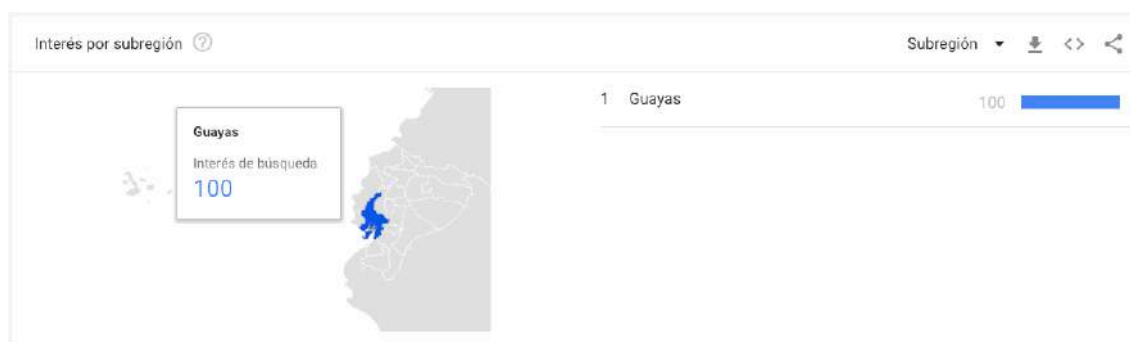 Interés por subregión
Subregión
Guayas
Interés de búsqueda
100
1 Guayas 100